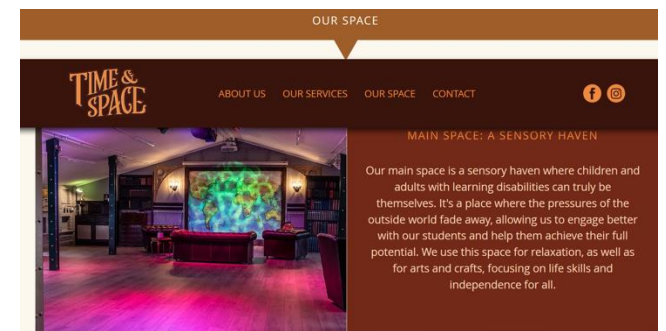 OUR SPACE
TIME &
SPACE
ABOUT US OUR SERVICES OUR SPACE CONTACT
MAIN SPACE: A SENSORY HAVEN
Our main space is a sensory haven where children and
adults with learning disabilities can truly be
themselves. It's a place where the pressures of the
outside world fade away, allowing us to engage better
with our students and help them achieve their full
potential. We use this space for relaxation, as well as
for arts and crafts, focusing on life skills and
independence for all.